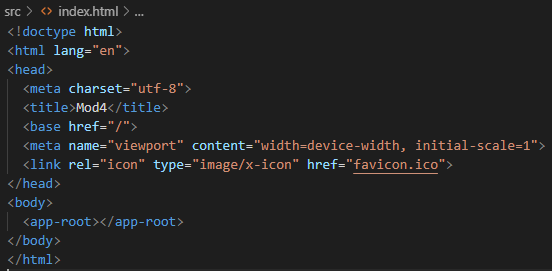 src > <> index.html > ...
<!doctype html>
<html lang="en">
<head>
  <meta charset="utf-8">
  <title>Mod4</title>
  <base href="/">
  <meta name="viewport" content="width=device-width, initial-scale=1">
  <link rel="icon" type="image/x-icon" href="favicon.ico">
</head>
<body>
  <app-root></app-root>
</body>
</html>